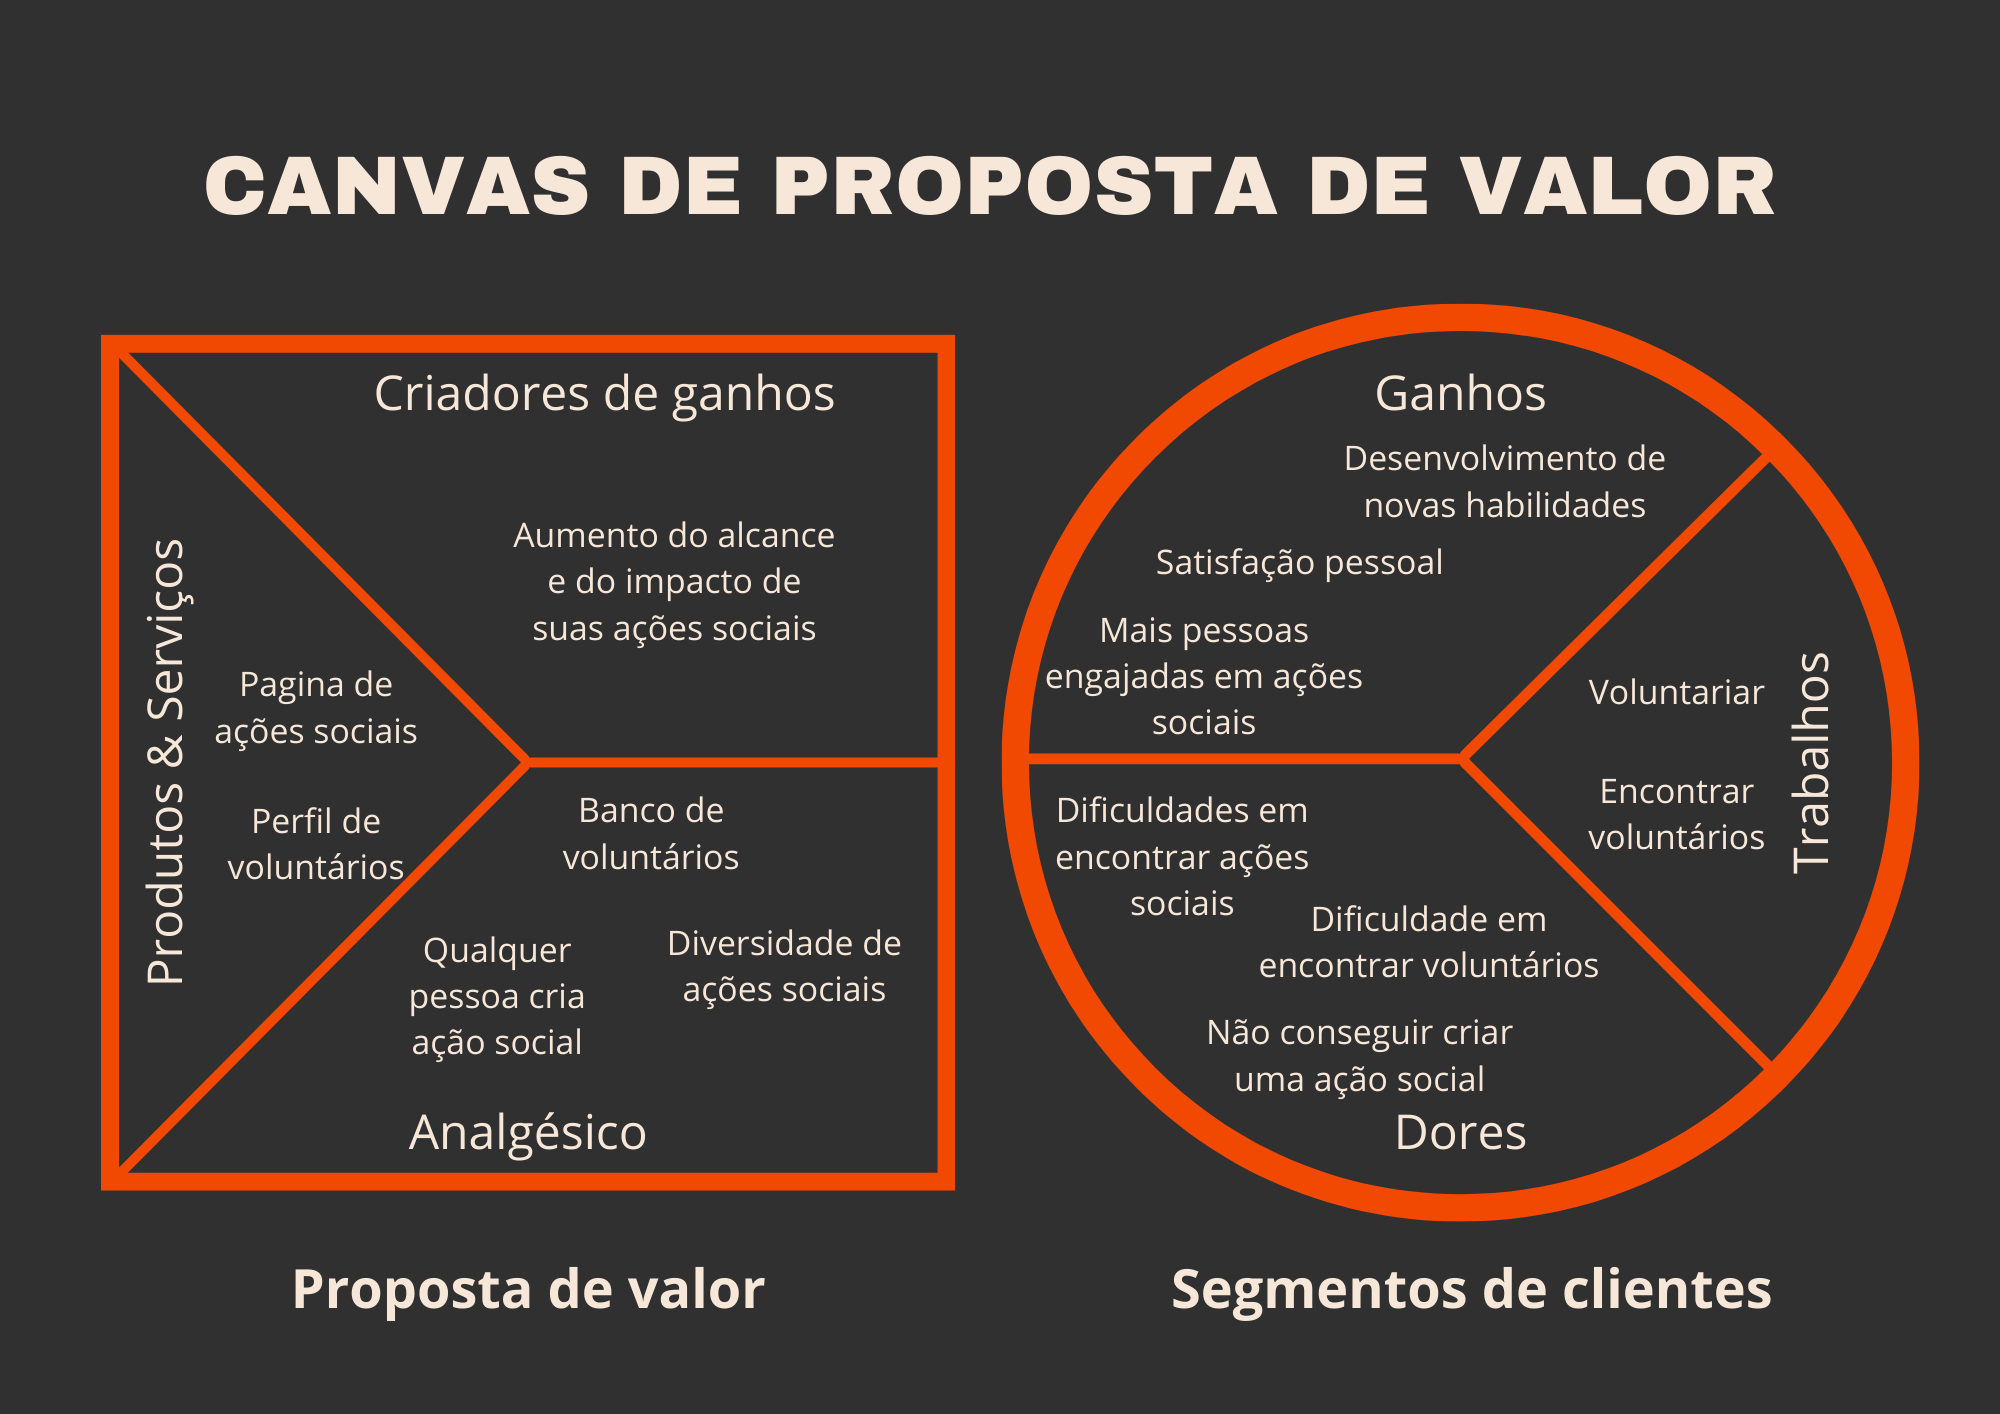 CANVAS DE PROPOSTA DE VALOR
Criadores de ganhos
Aumento do alcance
e do impacto de
suas ações sociais
Produtos & Serviços
Pagina de
ações sociais
Perfil de
voluntários
Banco de
voluntários
Qualquer
pessoa cria
ação social
Diversidade de
ações sociais
Analgésico
Proposta de valor
Ganhos
Desenvolvimento de
novas habilidades
Satisfação pessoal
Mais pessoas
engajadas em ações
sociais
Voluntariar
Encontrar
voluntários
Trabalhos
Dificuldades em
encontrar ações
sociais
Dificuldade em
encontrar voluntários
Não conseguir criar
uma ação social
Dores
Segmentos de clientes